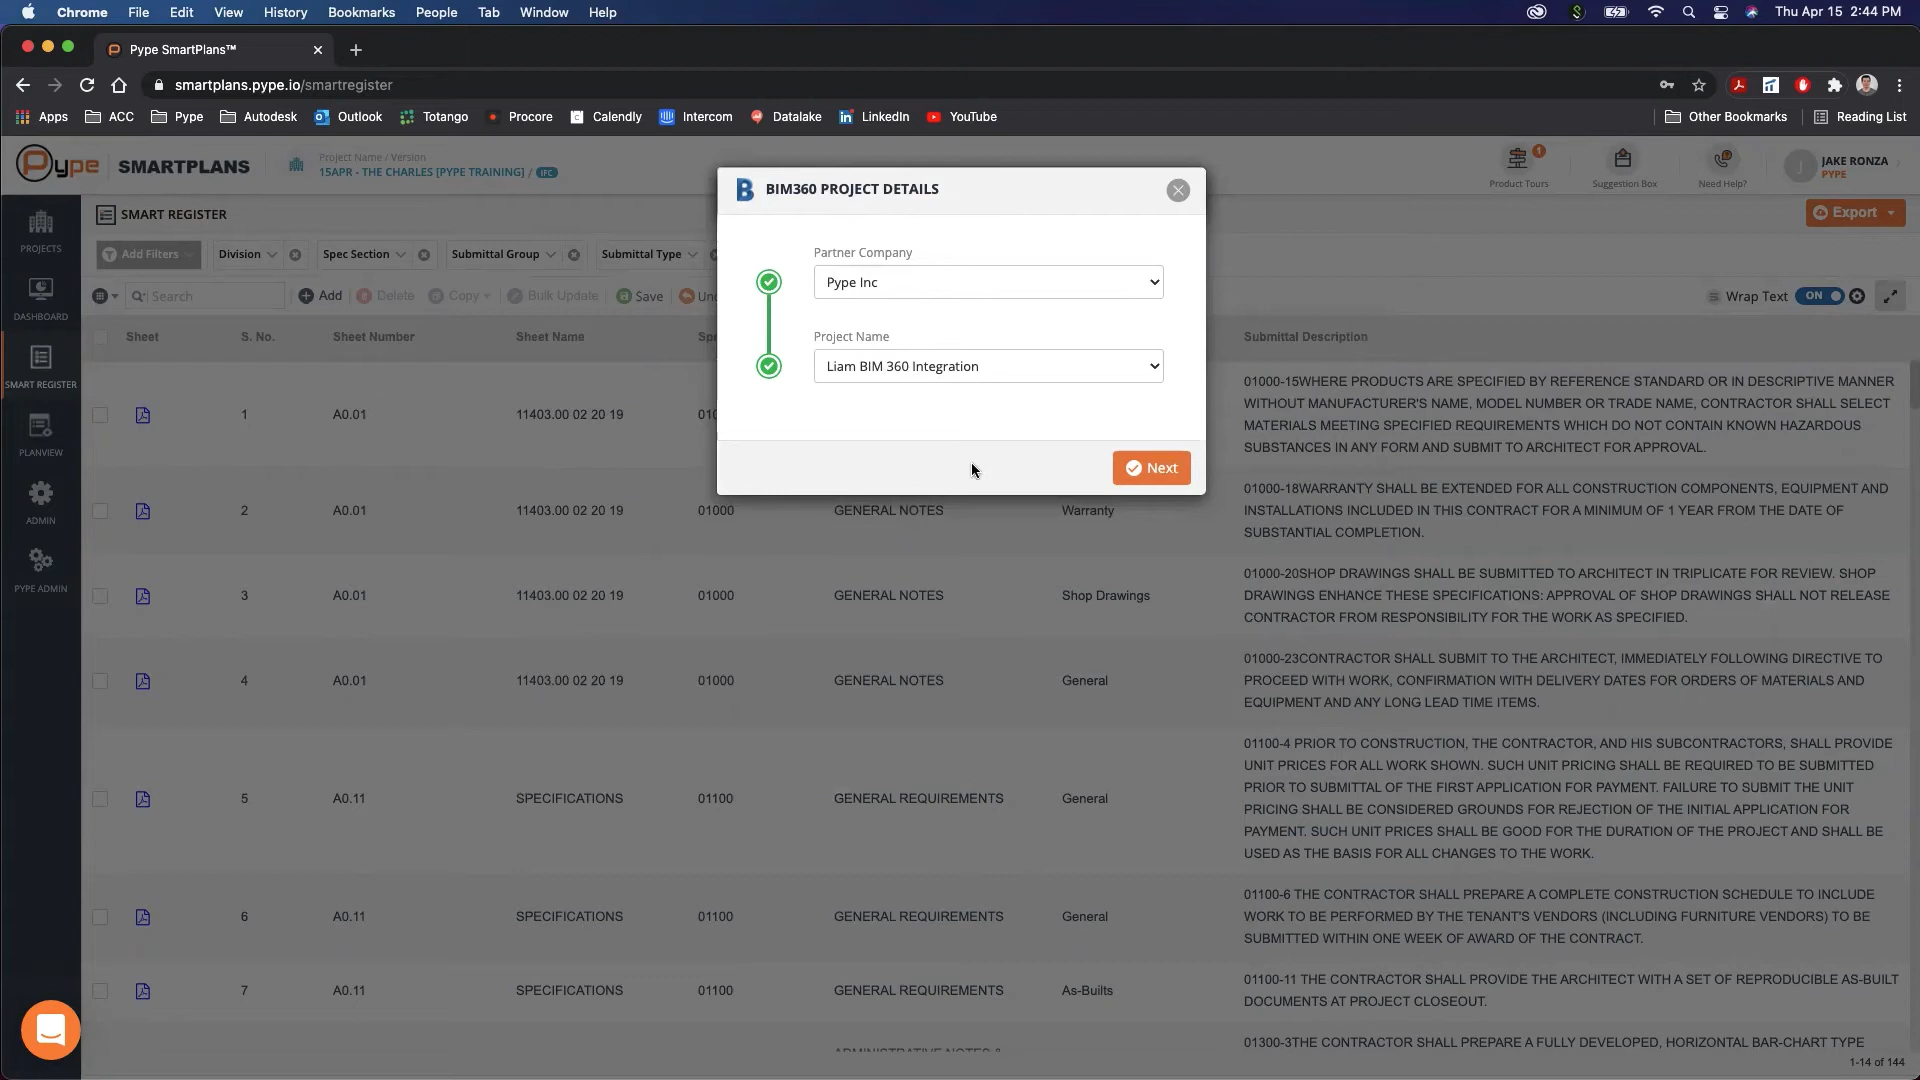 Chrome File Edit View History Bookmarks People Tab Window Help Thu Apr 15 2:44 PM
Pype SmartPlans™
smartplans.pype.io/smartregister
Apps ACC Pype Autodesk Outlook Totango Procore Calendly Intercom Datalake LinkedIn YouTube Other Bookmarks Reading List
Pype SMARTPLANS
Project Name / Version
15APR - THE CHARLES [PYPE TRAINING] / IFC
1
Product Tours Suggestion Box Need Help?
J JAKE RONZA
PYPE
PROJECTS
DASHBOARD
SMART REGISTER
PLANVIEW
ADMIN
PYPE ADMIN
SMART REGISTER
Export
Add Filters Division Spec Section Submittal Group Submittal Type
Search Add Delete Copy Bulk Update Save Wrap Text ON
BIM360 PROJECT DETAILS
Partner Company
Pype Inc
Project Name
Liam BIM 360 Integration
Next
Sheet S. No. Sheet Number Sheet Name Submittal Description
1 A0.01 11403.00 02 20 19
01000-15WHERE PRODUCTS ARE SPECIFIED BY REFERENCE STANDARD OR IN DESCRIPTIVE MANNER
WITHOUT MANUFACTURER'S NAME, MODEL NUMBER OR TRADE NAME, CONTRACTOR SHALL SELECT
MATERIALS MEETING SPECIFIED REQUIREMENTS WHICH DO NOT CONTAIN KNOWN HAZARDOUS
SUBSTANCES IN ANY FORM AND SUBMIT TO ARCHITECT FOR APPROVAL.
2 A0.01 11403.00 02 20 19 01000 GENERAL NOTES Warranty
01000-18WARRANTY SHALL BE EXTENDED FOR ALL CONSTRUCTION COMPONENTS, EQUIPMENT AND
INSTALLATIONS INCLUDED IN THIS CONTRACT FOR A MINIMUM OF 1 YEAR FROM THE DATE OF
SUBSTANTIAL COMPLETION.
3 A0.01 11403.00 02 20 19 01000 GENERAL NOTES Shop Drawings
01000-20SHOP DRAWINGS SHALL BE SUBMITTED TO ARCHITECT IN TRIPLICATE FOR REVIEW. SHOP
DRAWINGS ENHANCE THESE SPECIFICATIONS: APPROVAL OF SHOP DRAWINGS SHALL NOT RELEASE
CONTRACTOR FROM RESPONSIBILITY FOR THE WORK AS SPECIFIED.
4 A0.01 11403.00 02 20 19 01000 GENERAL NOTES General
01000-23CONTRACTOR SHALL SUBMIT TO THE ARCHITECT, IMMEDIATELY FOLLOWING DIRECTIVE TO
PROCEED WITH WORK, CONFIRMATION WITH DELIVERY DATES FOR ORDERS OF MATERIALS AND
EQUIPMENT AND ANY LONG LEAD TIME ITEMS.
5 A0.11 SPECIFICATIONS 01100 GENERAL REQUIREMENTS General
01100-4 PRIOR TO CONSTRUCTION, THE CONTRACTOR, AND HIS SUBCONTRACTORS, SHALL PROVIDE
UNIT PRICES FOR ALL WORK SHOWN. SUCH UNIT PRICING SHALL BE REQUIRED TO BE SUBMITTED
PRIOR TO SUBMITTAL OF THE FIRST APPLICATION FOR PAYMENT. FAILURE TO SUBMIT THE UNIT
PRICING SHALL BE CONSIDERED GROUNDS FOR REJECTION OF THE INITIAL APPLICATION FOR
PAYMENT. SUCH UNIT PRICES SHALL BE GOOD FOR THE DURATION OF THE PROJECT AND SHALL BE
USED AS THE BASIS FOR ALL CHANGES TO THE WORK.
6 A0.11 SPECIFICATIONS 01100 GENERAL REQUIREMENTS General
01100-6 THE CONTRACTOR SHALL PREPARE A COMPLETE CONSTRUCTION SCHEDULE TO INCLUDE
WORK TO BE PERFORMED BY THE TENANT'S VENDORS (INCLUDING FURNITURE VENDORS) TO BE
SUBMITTED WITHIN ONE WEEK OF AWARD OF THE CONTRACT.
7 A0.11 SPECIFICATIONS 01100 GENERAL REQUIREMENTS As-Builts
01100-11 THE CONTRACTOR SHALL PROVIDE THE ARCHITECT WITH A SET OF REPRODUCIBLE AS-BUILT
DOCUMENTS AT PROJECT CLOSEOUT.
ADMINISTRATIVE NOTES &
01300-3THE CONTRACTOR SHALL PREPARE A FULLY DEVELOPED, HORIZONTAL BAR-CHART TYPE
1-14 of 144